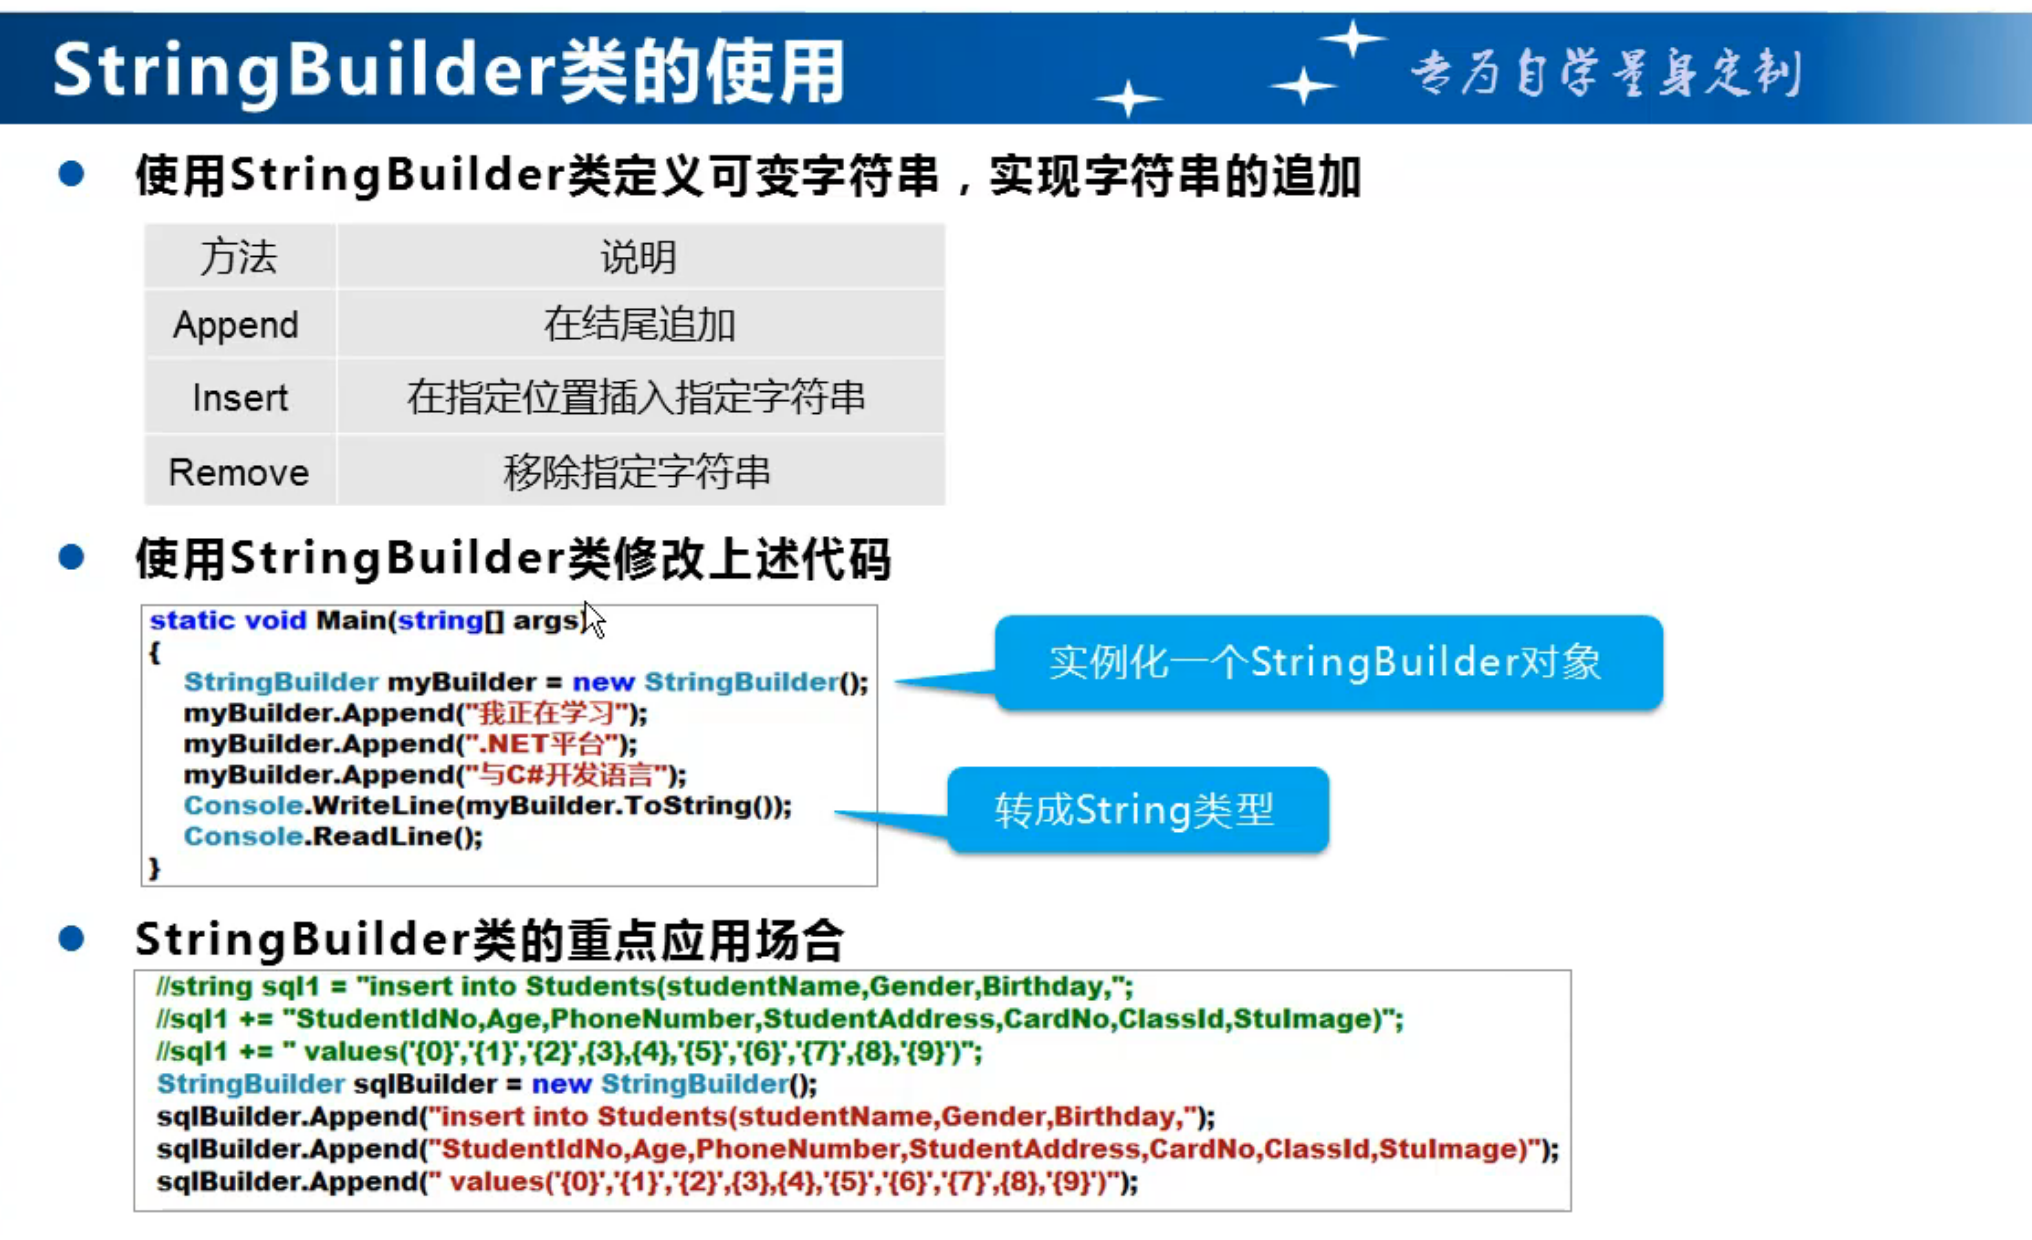 StringBuilder类的使用
专为自学量身定制
使用StringBuilder类定义可变字符串，实现字符串的追加
方法 说明
Append 在结尾追加
Insert 在指定位置插入指定字符串
Remove 移除指定字符串
使用StringBuilder类修改上述代码
static void Main(string[] args)
{
StringBuilder myBuilder = new StringBuilder();
myBuilder.Append("我正在学习");
myBuilder.Append(".NET平台");
myBuilder.Append("与C#开发语言");
Console.WriteLine(myBuilder.ToString());
Console.ReadLine();
}
实例化一个StringBuilder对象
转成String类型
StringBuilder类的重点应用场合
//string sql1 = "insert into Students(studentName,Gender,Birthday,";
//sql1 += "StudentIdNo,Age,PhoneNumber,StudentAddress,CardNo,ClassId,StuImage)";
//sql1 += " values('{0}','{1}','{2}',{3},{4},'{5}','{6}','{7}',{8},'{9}')";
StringBuilder sqlBuilder = new StringBuilder();
sqlBuilder.Append("insert into Students(studentName,Gender,Birthday,");
sqlBuilder.Append("StudentIdNo,Age,PhoneNumber,StudentAddress,CardNo,ClassId,StuImage)");
sqlBuilder.Append(" values('{0}','{1}','{2}',{3},{4},'{5}','{6}','{7}',{8},'{9}')");